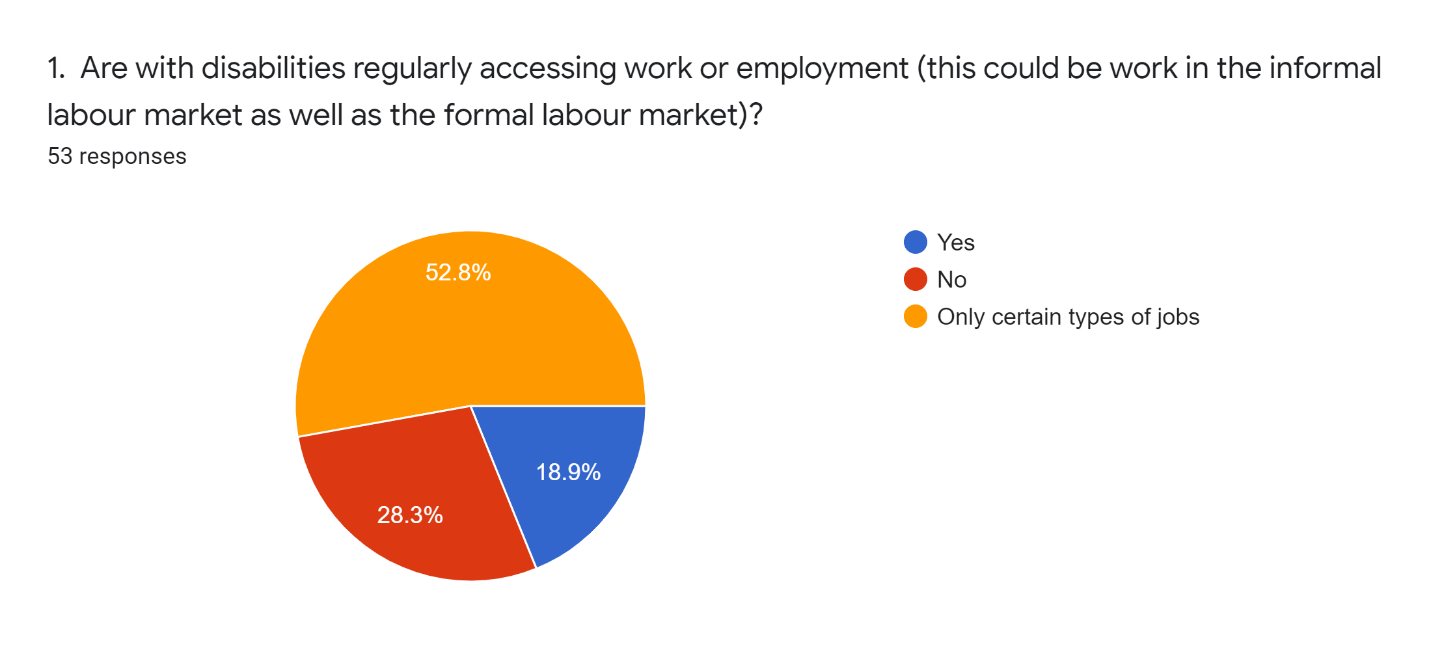 1. Are with disabilities regularly accessing work or employment (this could be work in the informal
labour market as well as the formal labour market)?
53 responses
52.8%
18.9%
28.3%
Yes
No
Only certain types of jobs